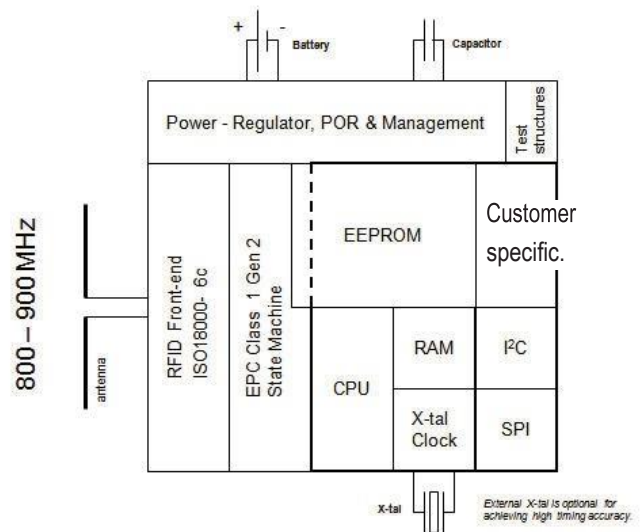 + -
Battery
Capacitor
Power - Regulator, POR & Management
Test
structures
800 – 900 MHz
antenna
RFID Front-end
ISO18000- 6c
EPC Class 1 Gen 2
State Machine
EEPROM
Customer
specific.
CPU
RAM
I²C
X-tal
Clock
SPI
X-tal
External X-tal is optional for
achieving high timing accuracy.